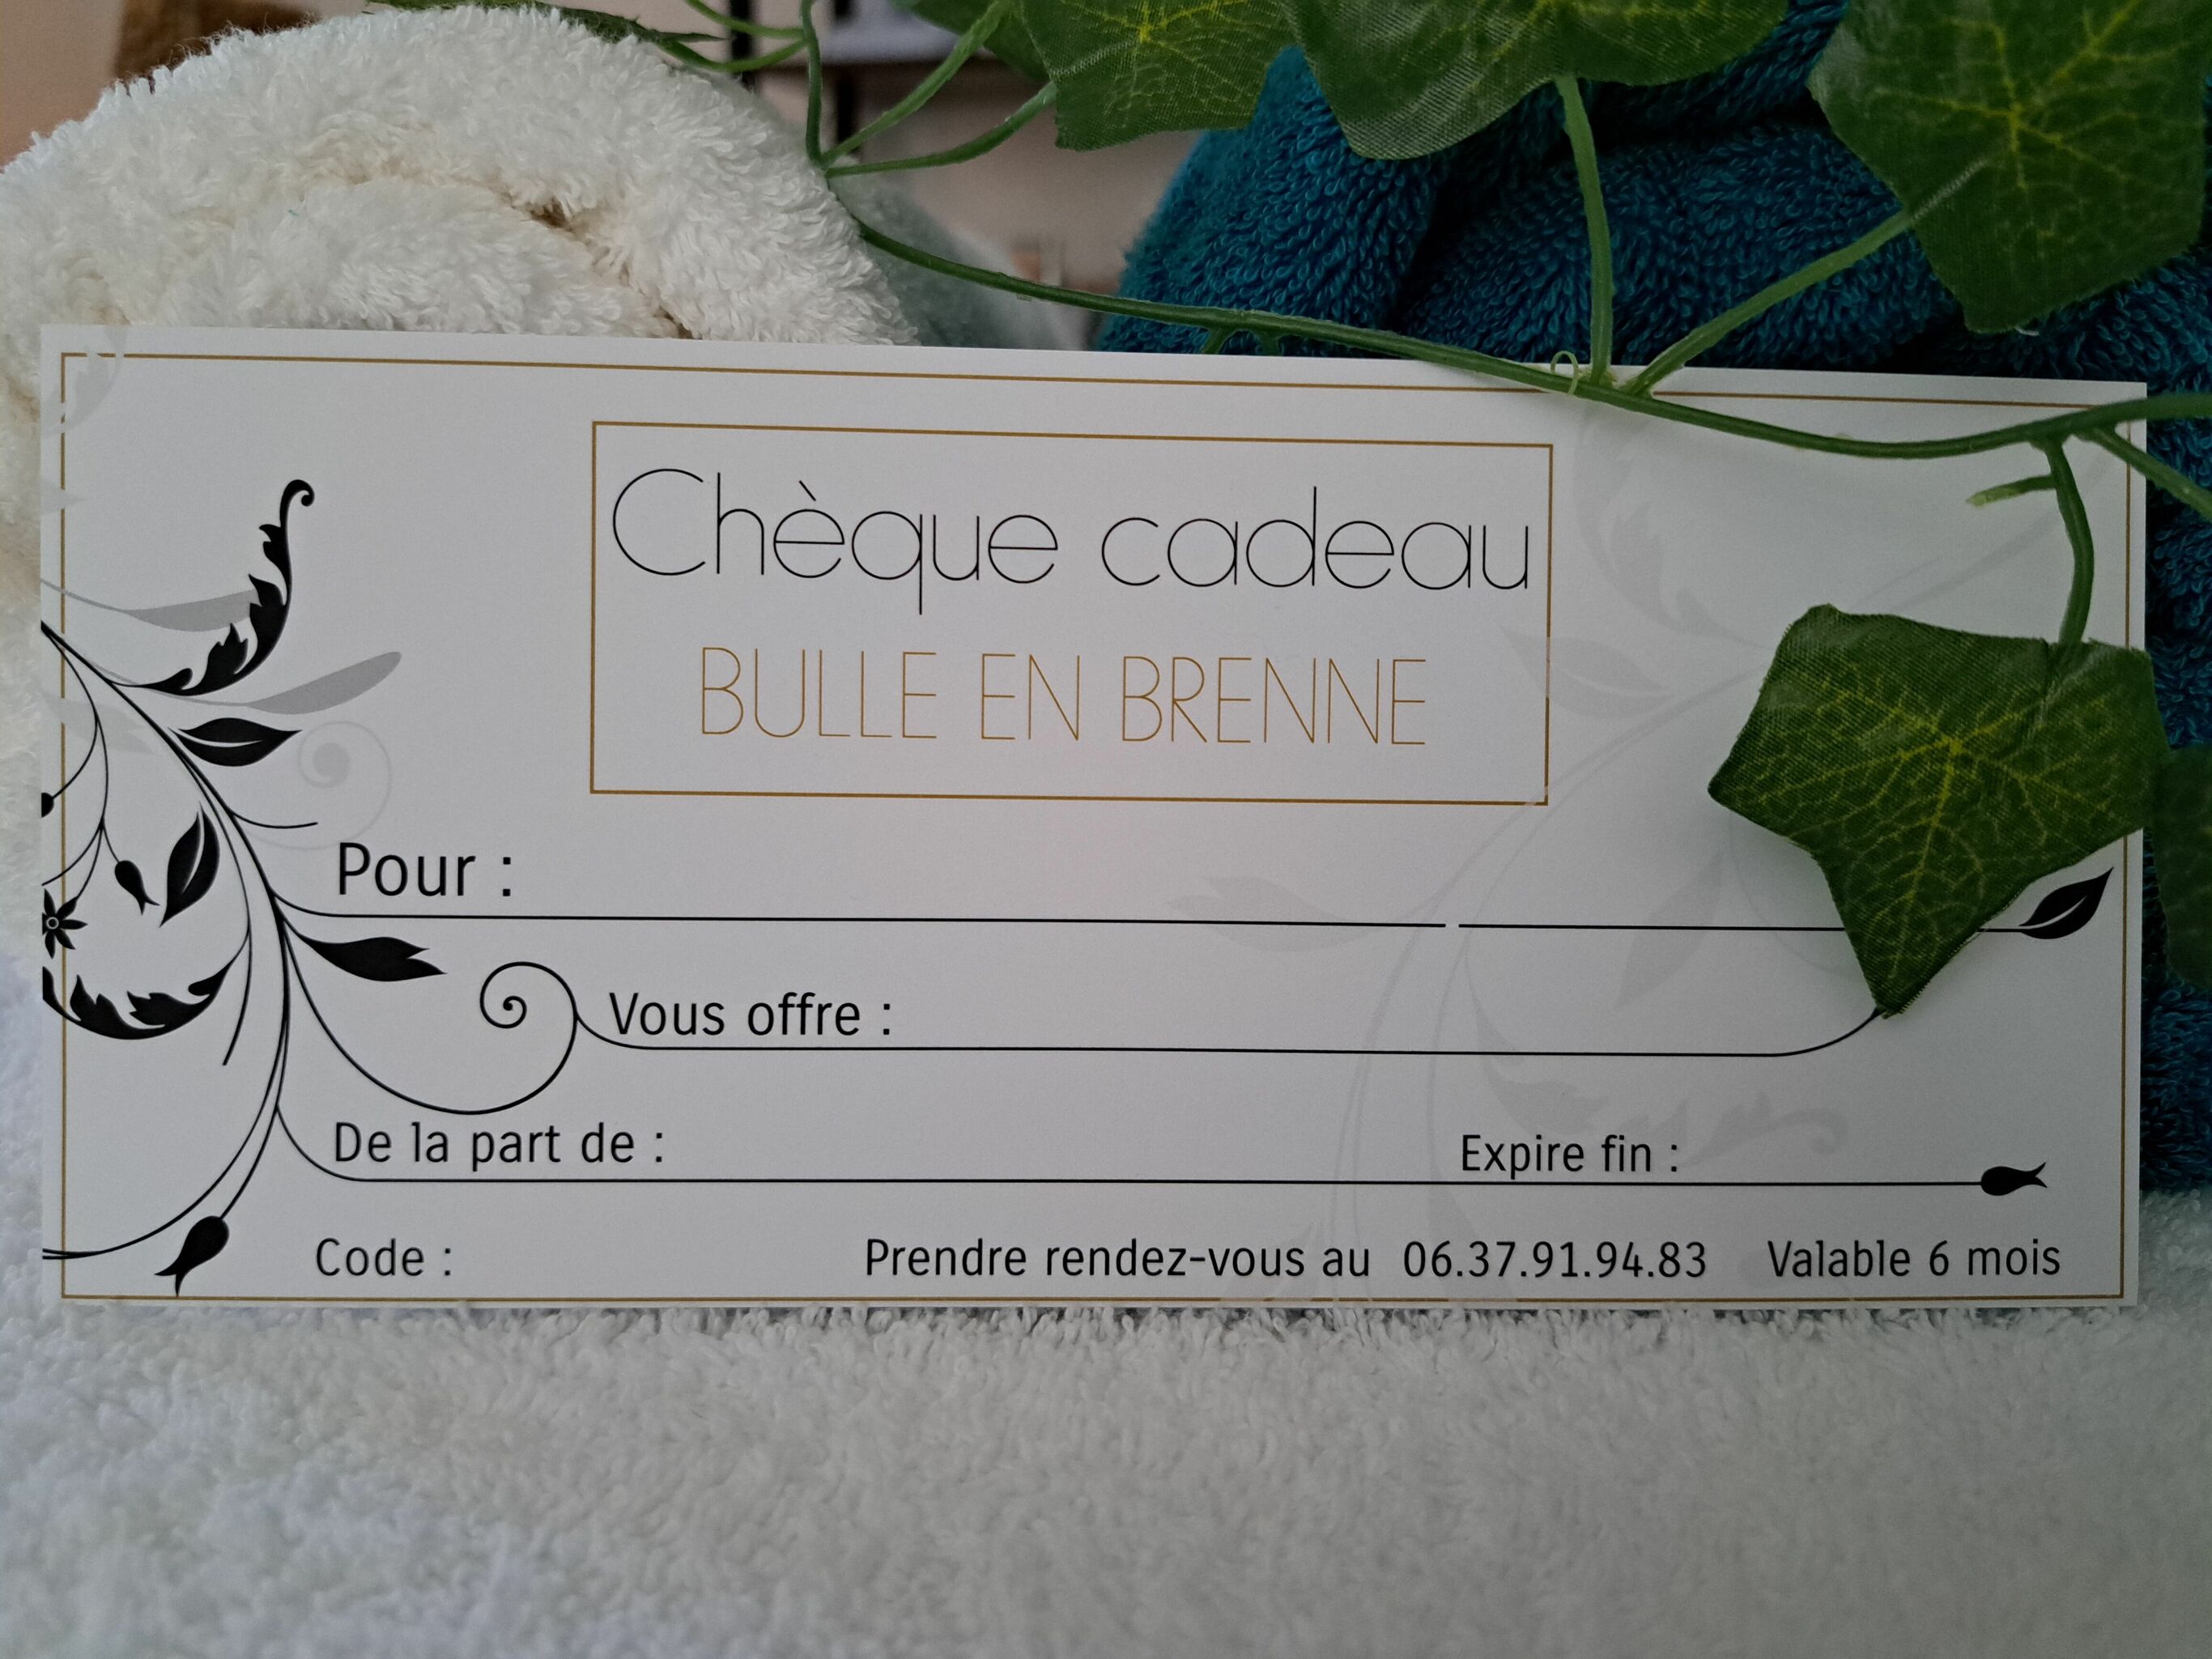 Chèque cadeau
BULLE EN BRENNE
Pour :
Vous offre :
De la part de : Expire fin :
Code : Prendre rendez-vous au 06.37.91.94.83 Valable 6 mois